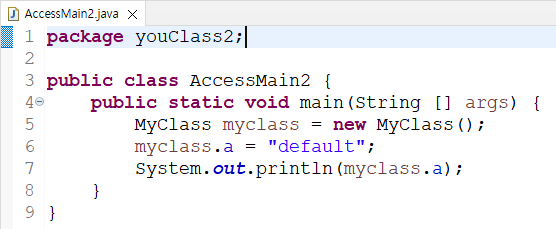 AccessMain2.java
1 package youClass2;
2
3 public class AccessMain2 {
4 public static void main(String [] args) {
5 MyClass myclass = new MyClass();
6 myclass.a = "default";
7 System.out.println(myclass.a);
8 }
9 }